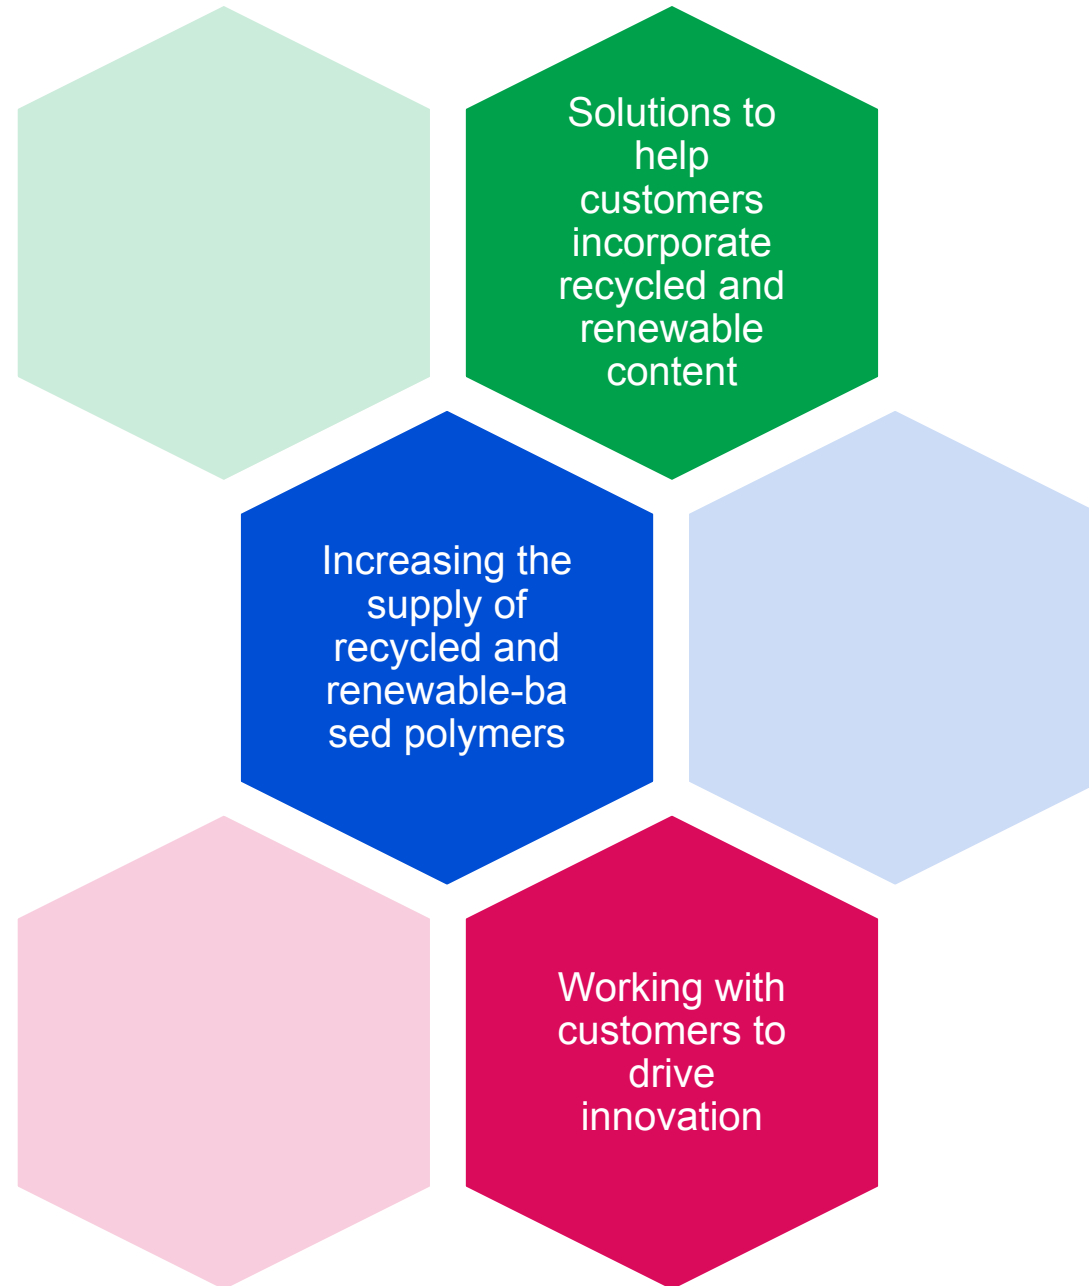 Solutions to
help
customers
incorporate
recycled and
renewable
content
Increasing the
supply of
recycled and
renewable-ba
sed polymers
Working with
customers to
drive
innovation